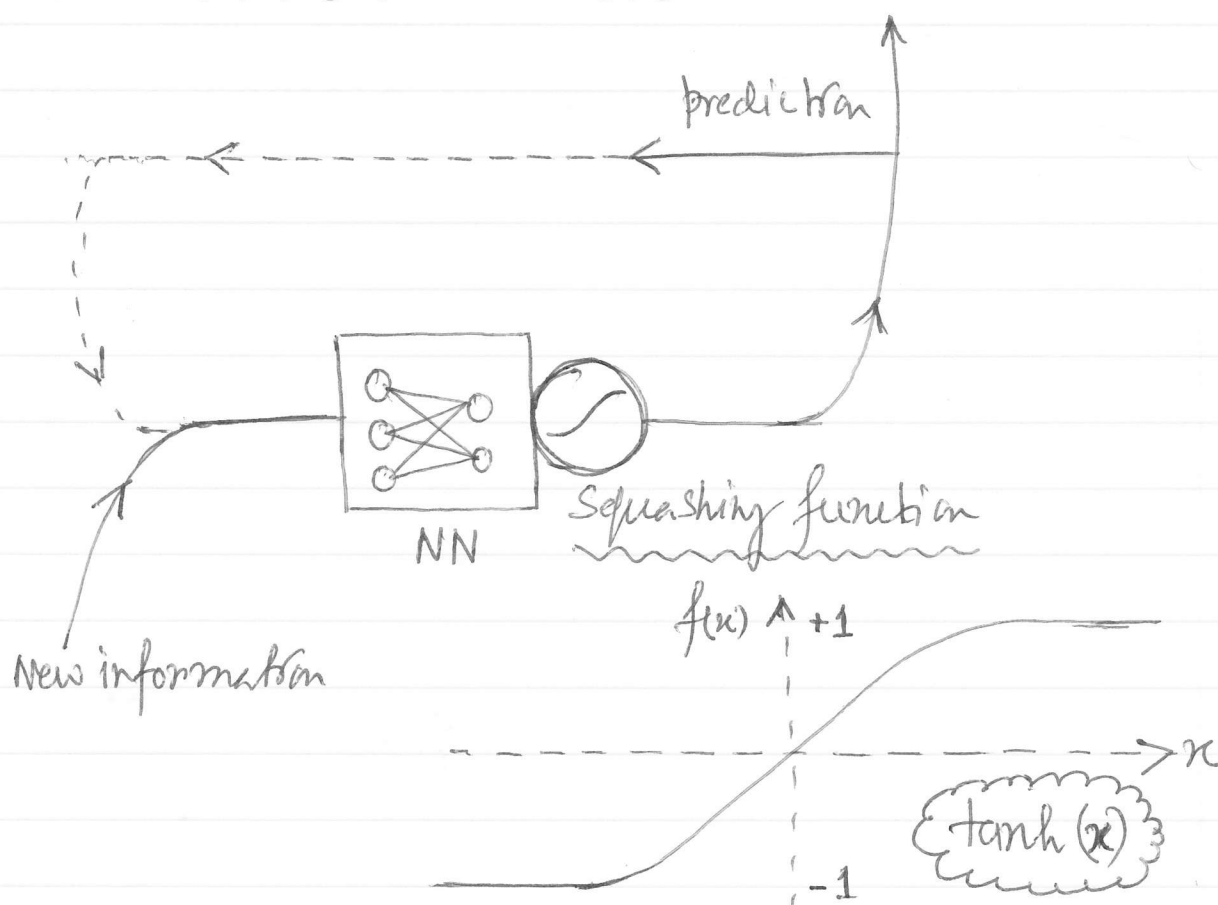 prediction
NN
Squashing function
New information
f(x)
+1
x
tanh (x)
-1